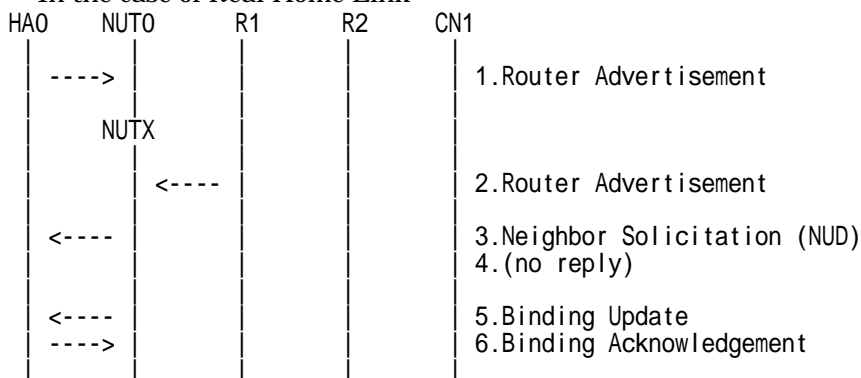 In the case of Real Home Link
HA0 NUT0 R1 R2 CN1
----> 1.Router Advertisement
NUTX
<---- 2.Router Advertisement
<---- 3.Neighbor Solicitation (NUD)
4.(no reply)
<---- 5.Binding Update
----> 6.Binding Acknowledgement